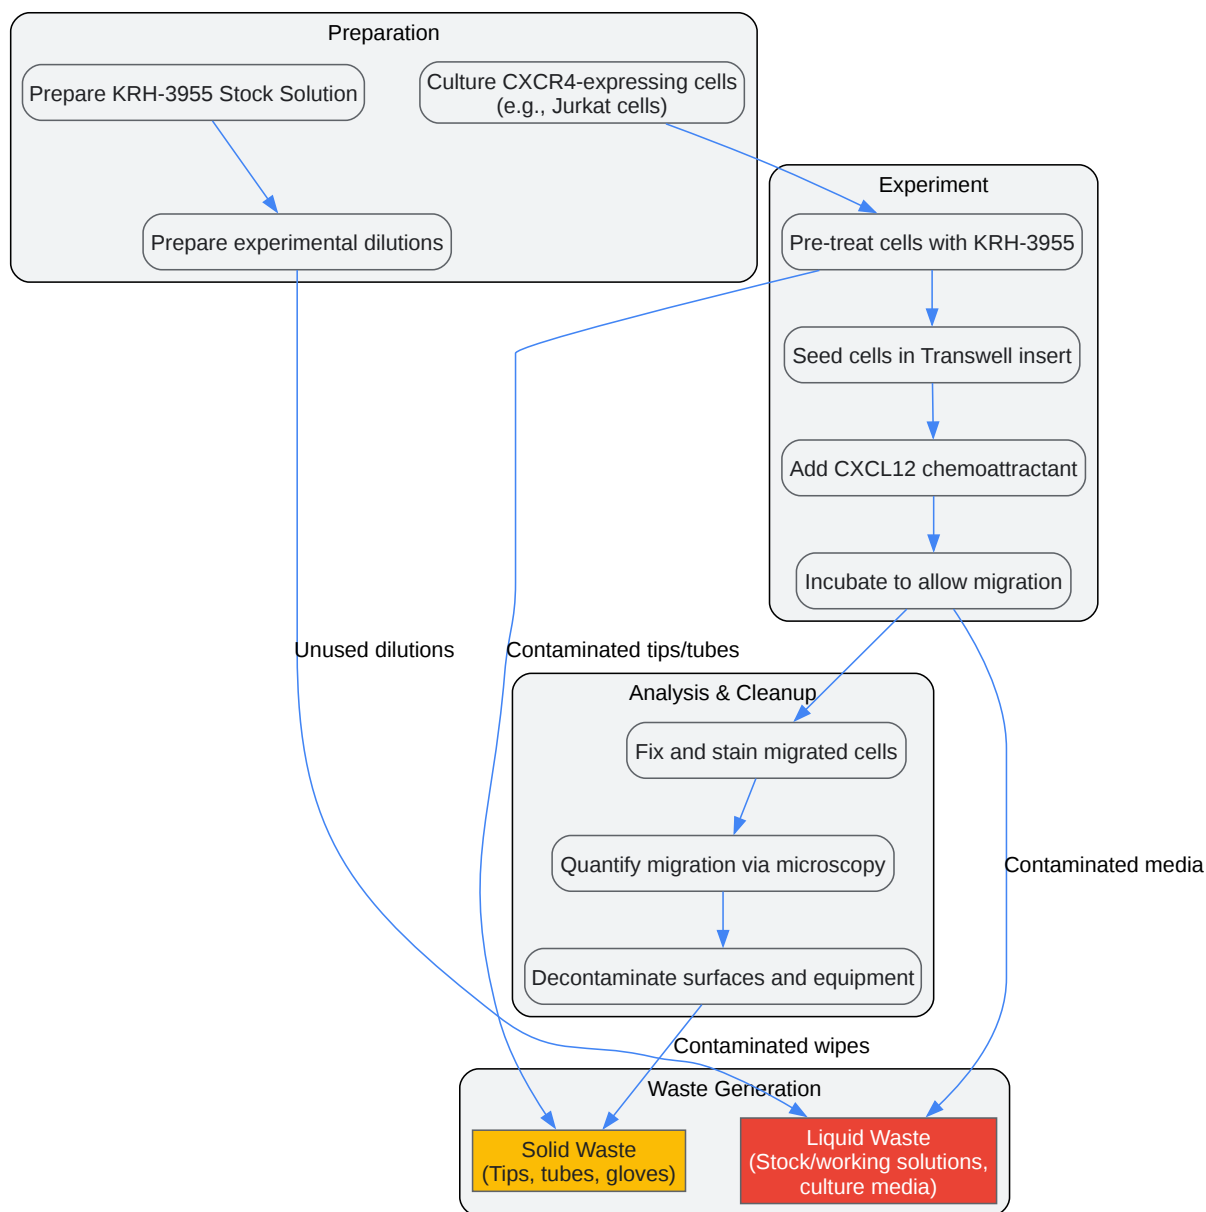 Preparation
Prepare KRH-3955 Stock Solution
Culture CXCR4-expressing cells
(e.g., Jurkat cells)
Prepare experimental dilutions
Experiment
Pre-treat cells with KRH-3955
Seed cells in Transwell insert
Add CXCL12 chemoattractant
Incubate to allow migration
Unused dilutions
Contaminated tips/tubes
Analysis & Cleanup
Fix and stain migrated cells
Quantify migration via microscopy
Contaminated media
Decontaminate surfaces and equipment
Contaminated wipes
Waste Generation
Solid Waste
(Tips, tubes, gloves)
Liquid Waste
(Stock/working solutions,
culture media)